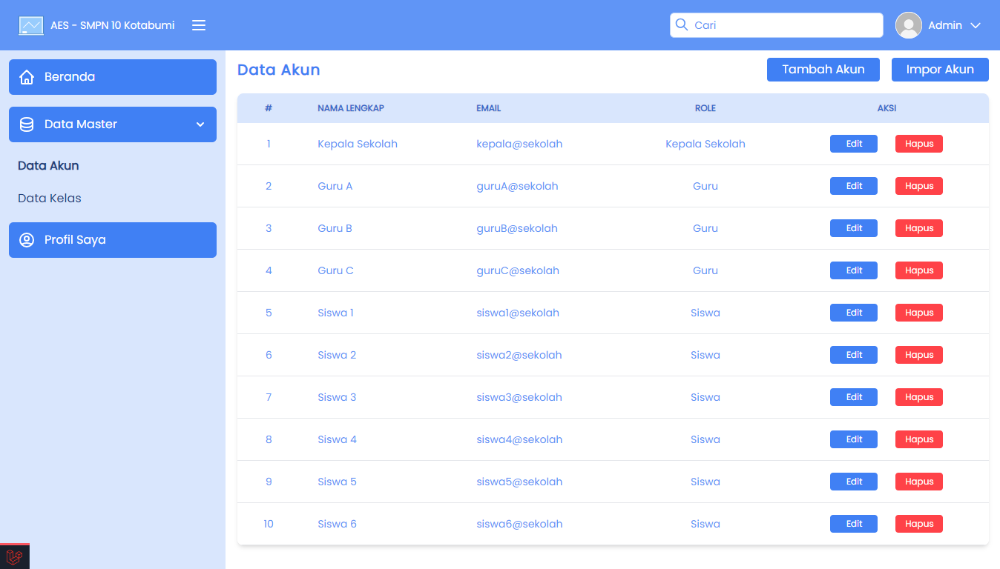 AES - SMPN 10 Kotabumi
Cari
Admin
Beranda
Data Master
Data Akun
Data Kelas
Profil Saya
Data Akun
Tambah Akun
Impor Akun
# NAMA LENGKAP EMAIL ROLE AKSI
1 Kepala Sekolah kepala@sekolah Kepala Sekolah Edit Hapus
2 Guru A guruA@sekolah Guru Edit Hapus
3 Guru B guruB@sekolah Guru Edit Hapus
4 Guru C guruC@sekolah Guru Edit Hapus
5 Siswa 1 siswa1@sekolah Siswa Edit Hapus
6 Siswa 2 siswa2@sekolah Siswa Edit Hapus
7 Siswa 3 siswa3@sekolah Siswa Edit Hapus
8 Siswa 4 siswa4@sekolah Siswa Edit Hapus
9 Siswa 5 siswa5@sekolah Siswa Edit Hapus
10 Siswa 6 siswa6@sekolah Siswa Edit Hapus